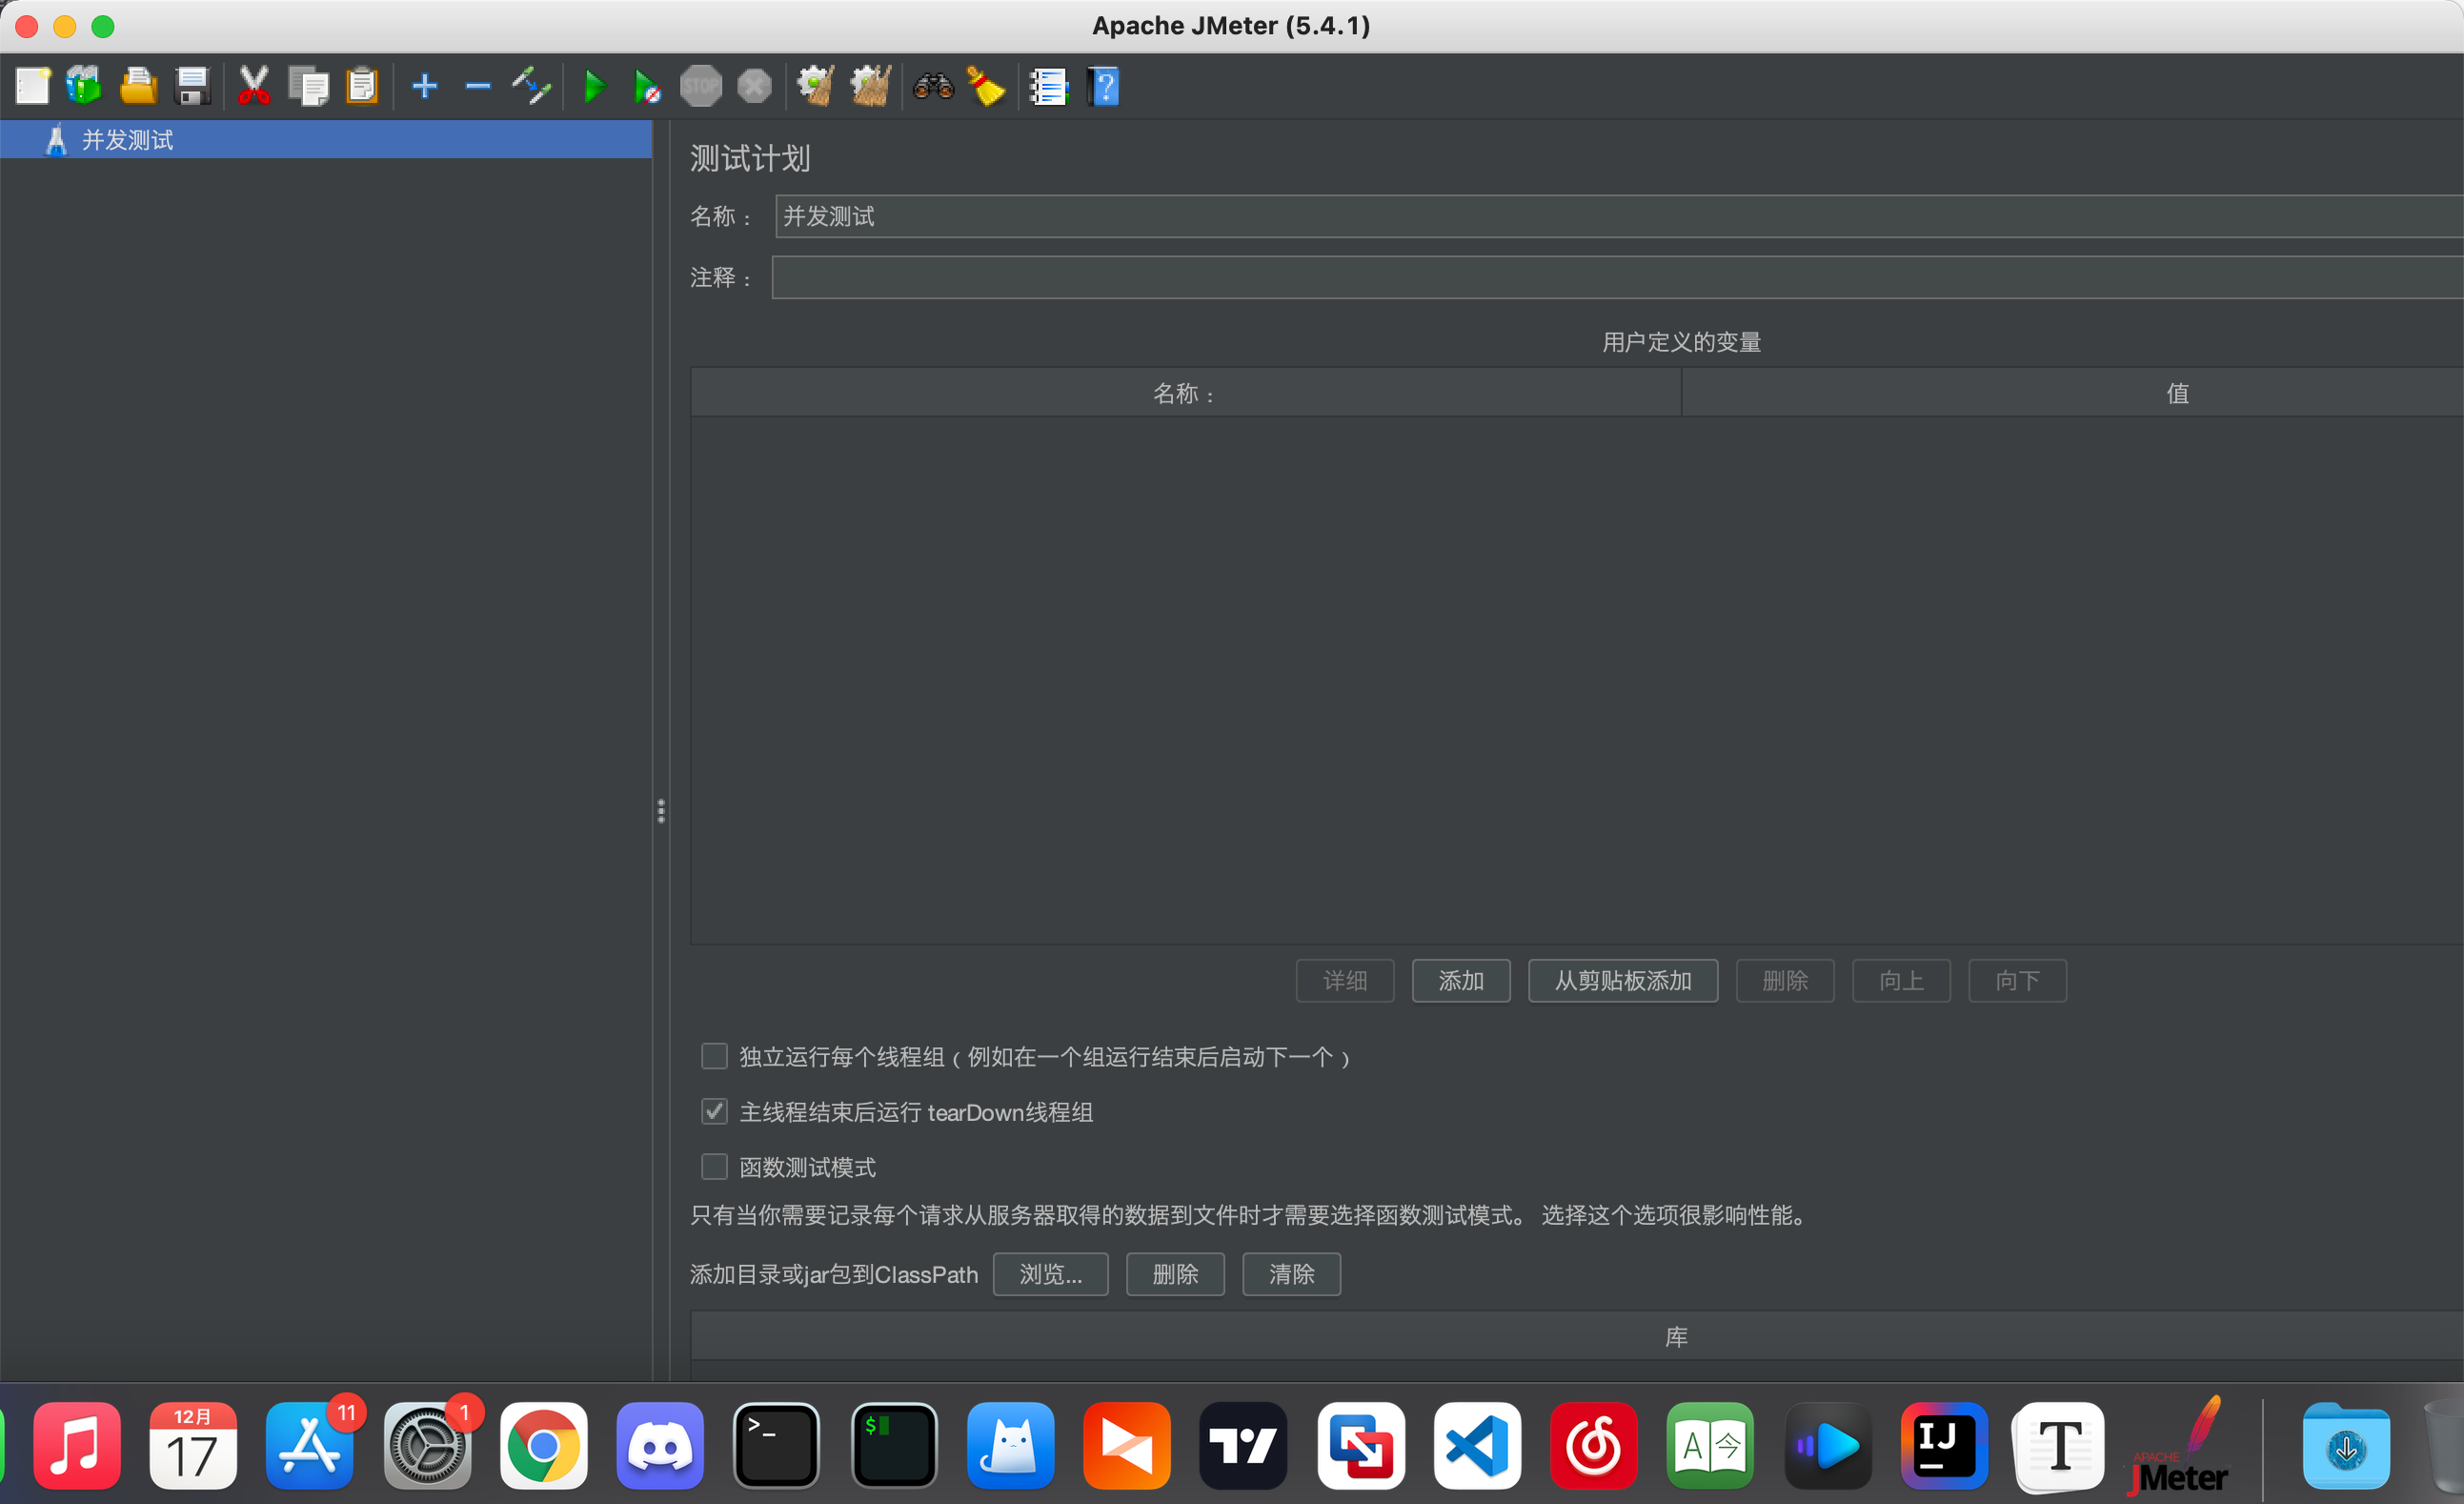 Apache JMeter (5.4.1)
STOP
?
并发测试
测试计划
名称：
并发测试
注释：
用户定义的变量
名称：
值
详细
添加
从剪贴板添加
删除
向上
向下
独立运行每个线程组（例如在一个组运行结束后启动下一个）
主线程结束后运行 tearDown线程组
函数测试模式
只有当你需要记录每个请求从服务器取得的数据到文件时才需要选择函数测试模式。 选择这个选项很影响性能。
添加目录或jar包到ClassPath
浏览...
删除
清除
库
12月
17
11
1
>_
$
A今
IJ
T
APACHE
JMeter